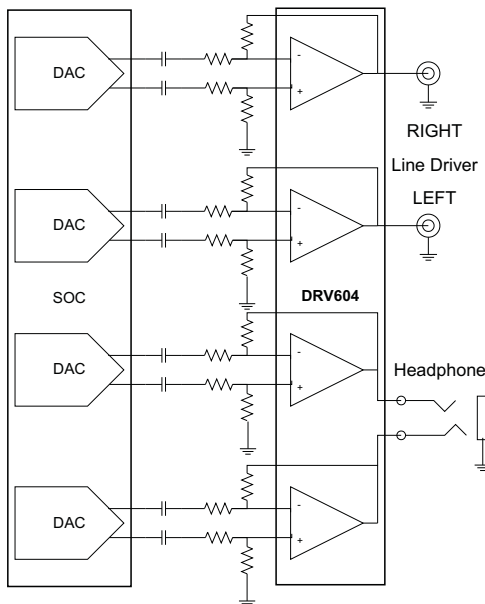 DAC
-
+
RIGHT
Line Driver
DAC
-
+
LEFT
SOC
DRV604
DAC
-
+
Headphone
DAC
-
+